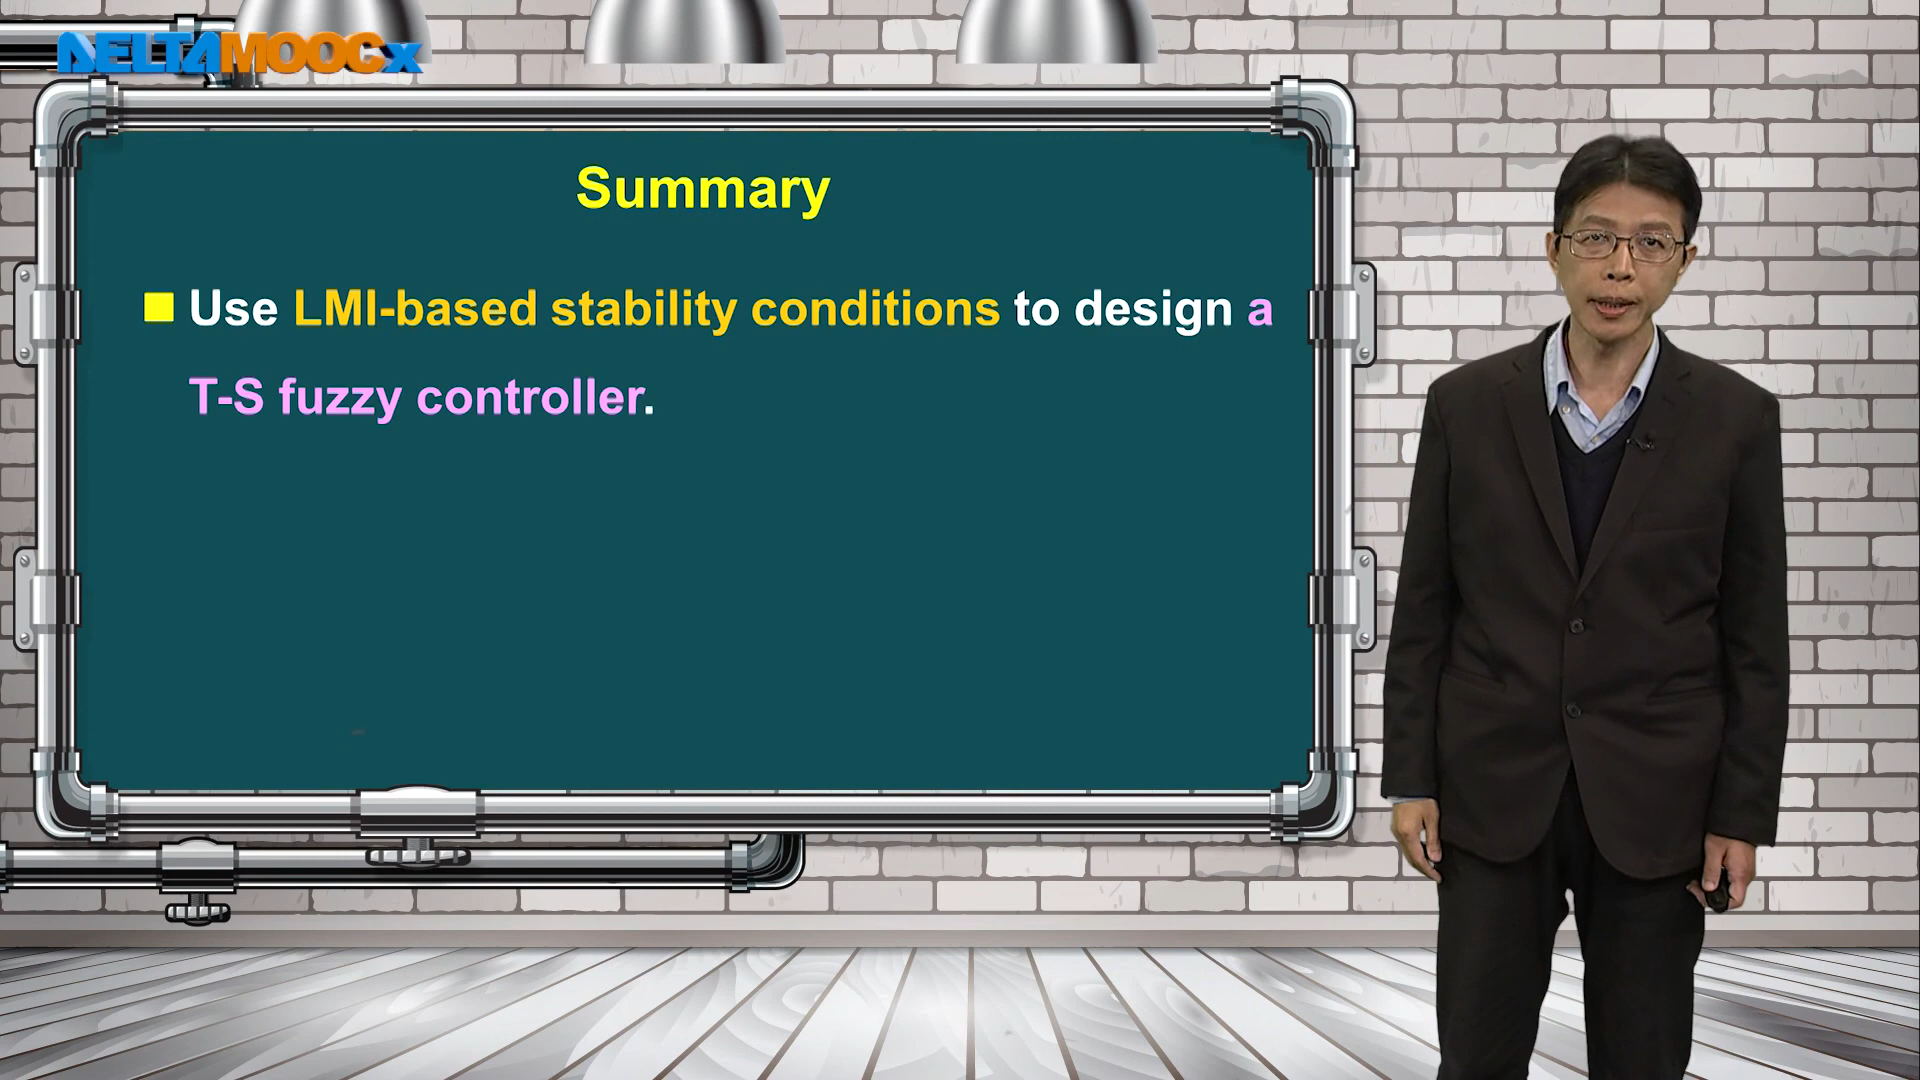 DELTAMOOCx
Summary
Use LMI-based stability conditions to design a
T-S fuzzy controller.